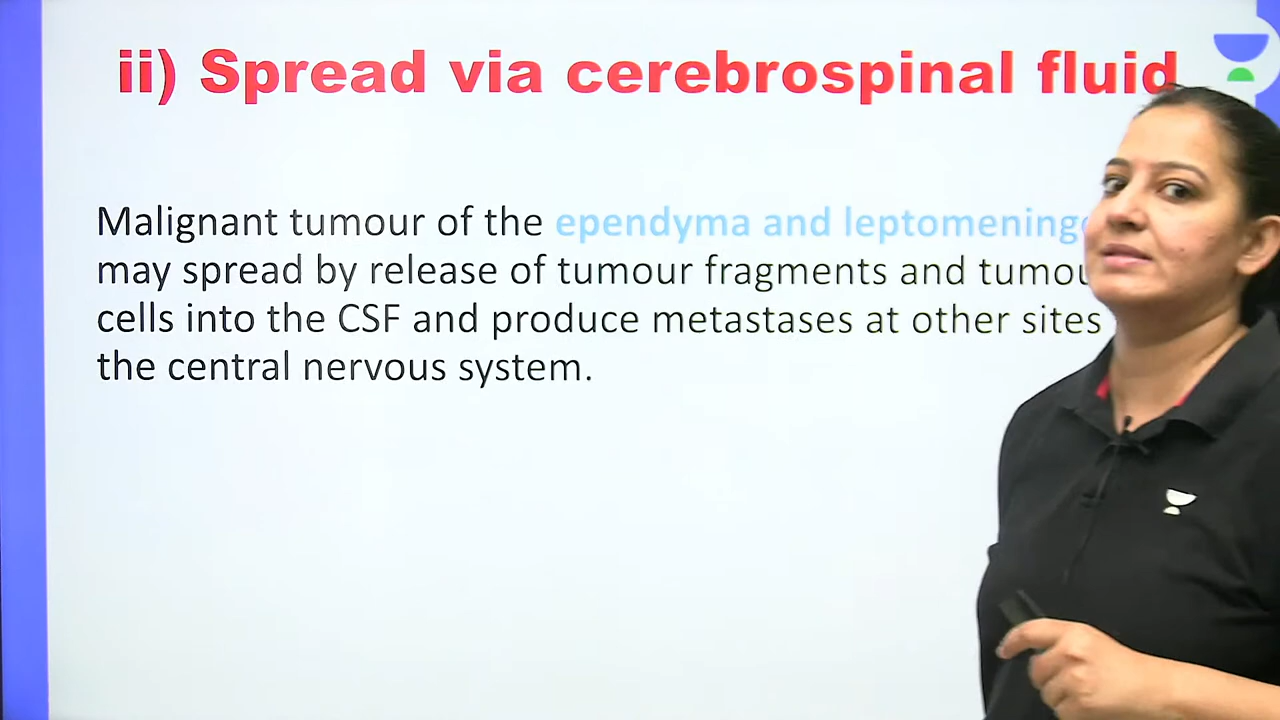 ii) Spread via cerebrospinal fluid
Malignant tumour of the ependyma and
may spread by release of tumour fragments and
cells into the CSF and produce metastases at other sites
the central nervous system.